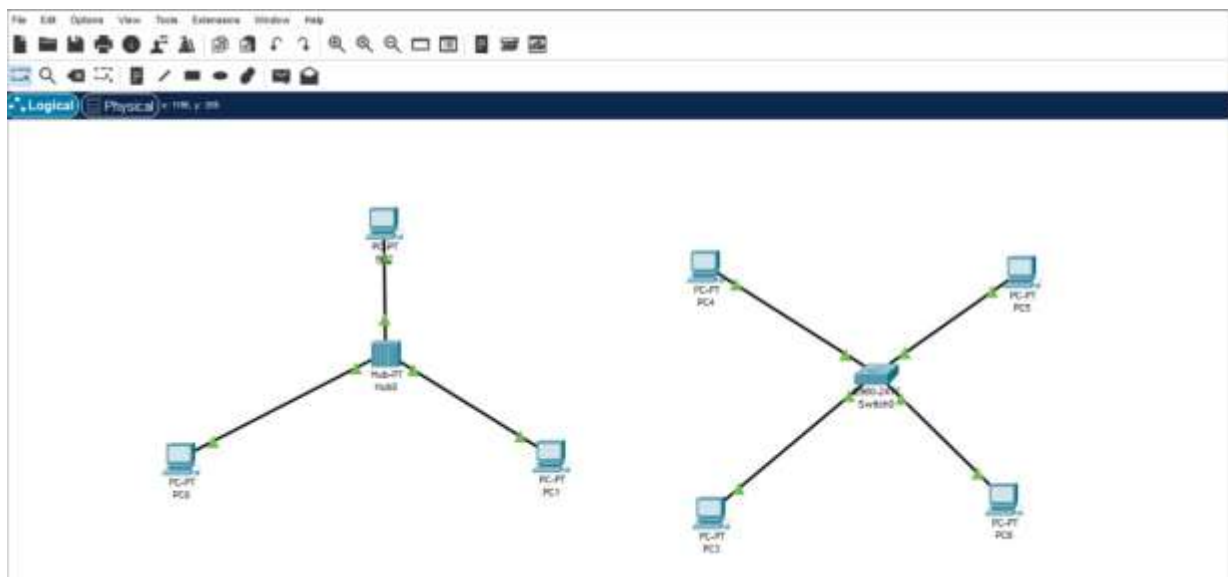 File Edit Options View Tools Extensions Window Help
Logical Physical
PC-PT
PC-PT
PC4
PC-PT
PC5
Hub-PT
Hub0
Switch0
PC-PT
PC0
PC-PT
PC1
PC-PT
PC3
PC-PT
PC6